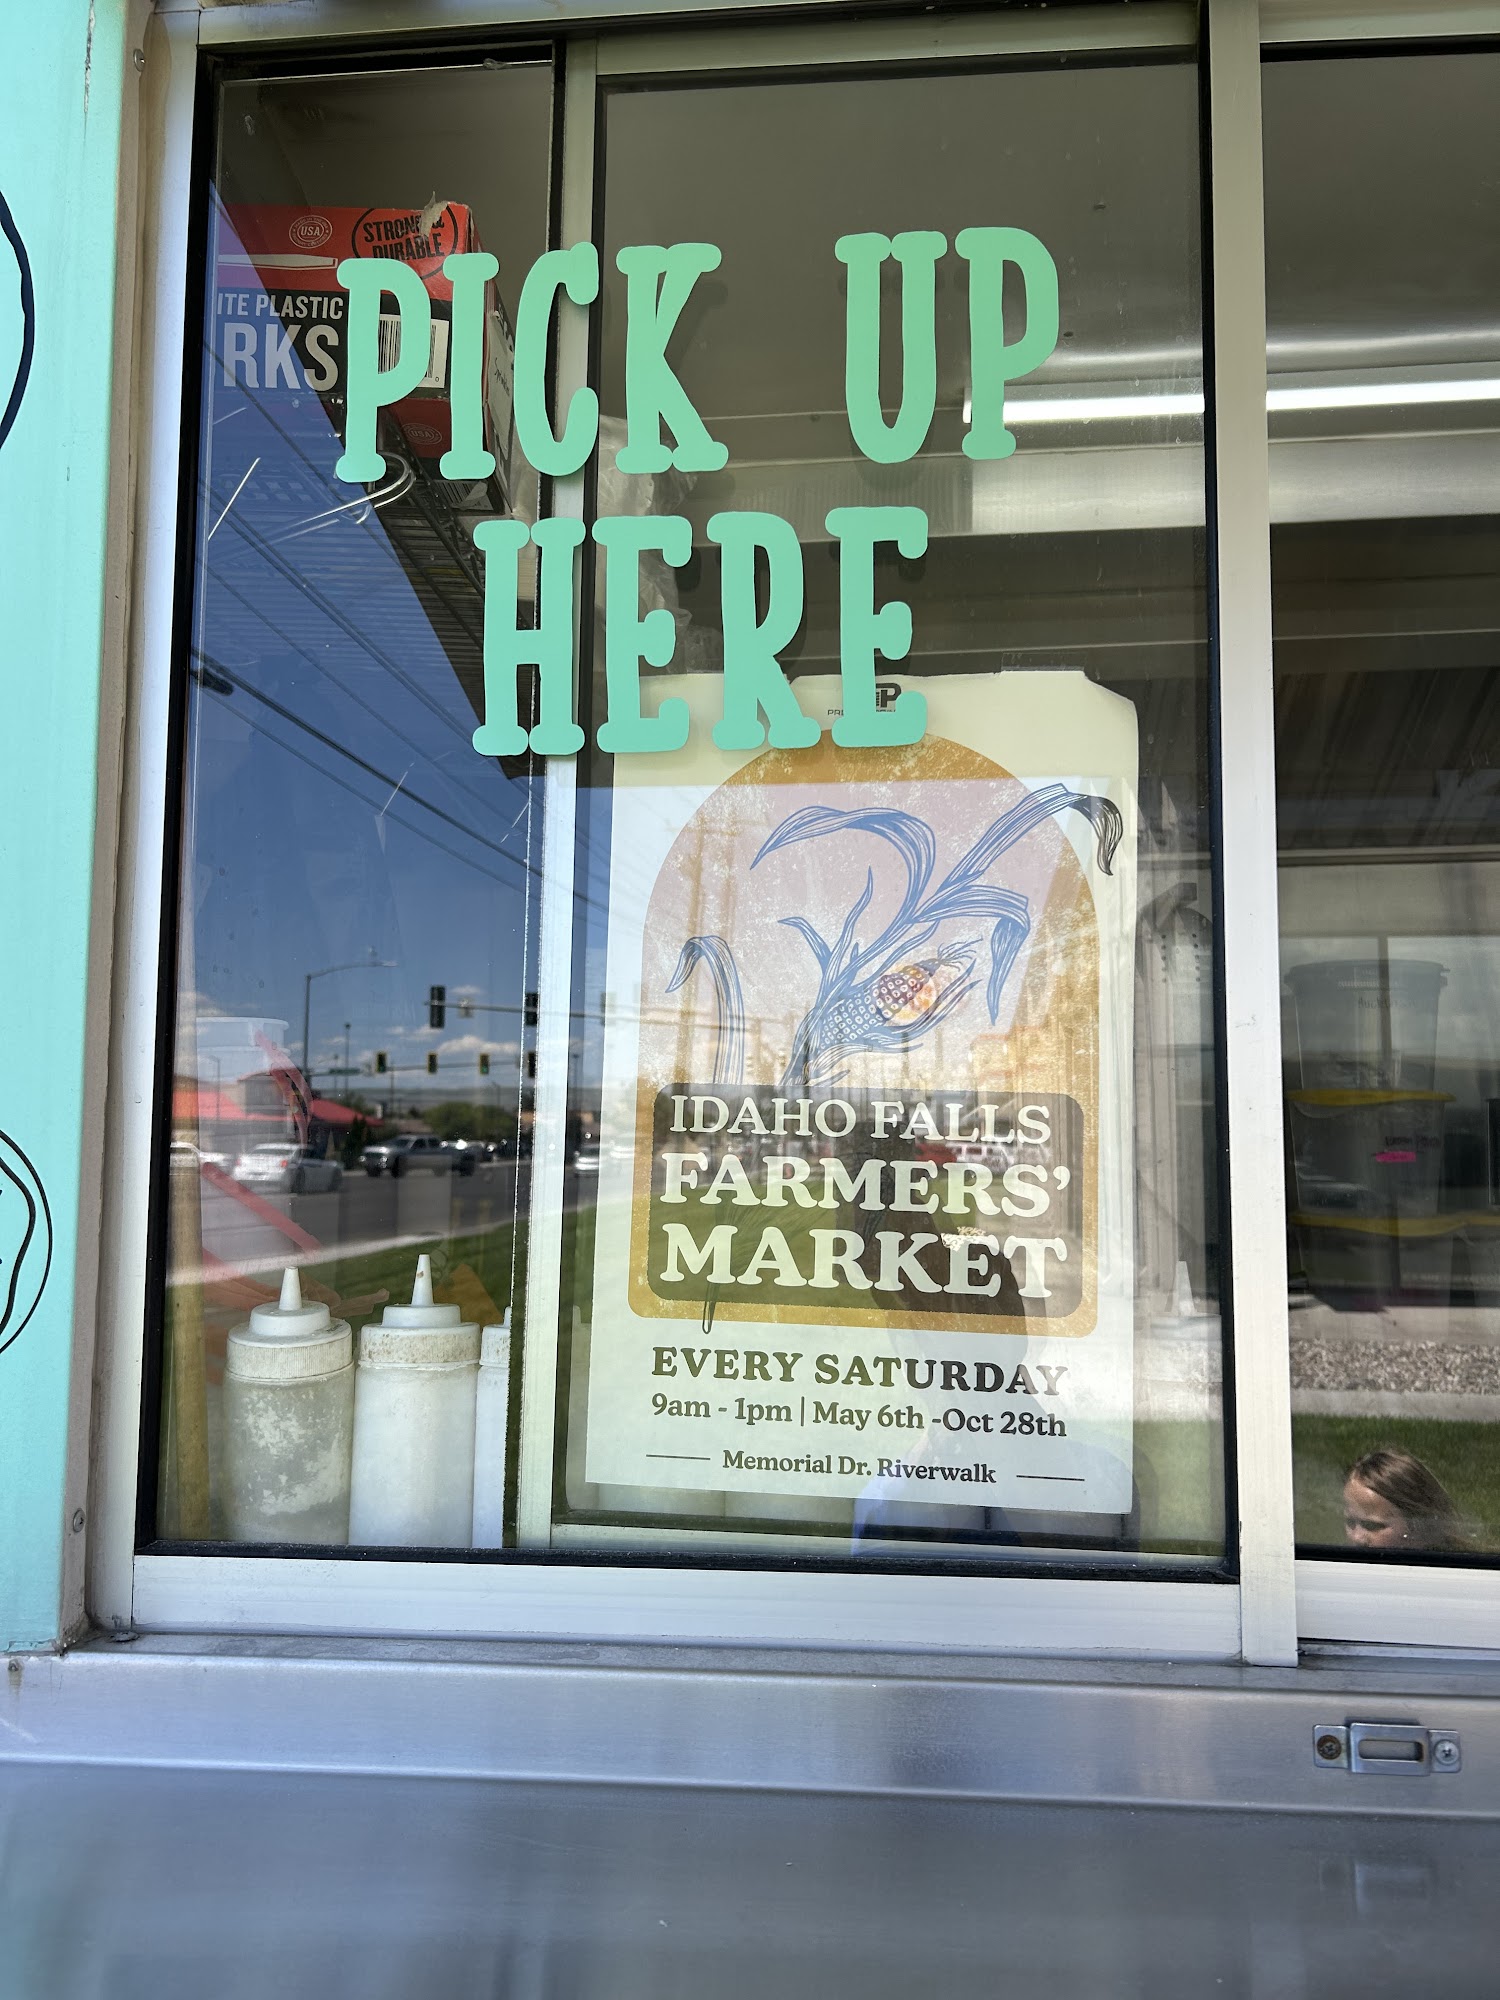 USA
STRONG &
DURABLE
ITE PLASTIC
RKS
PICK UP
HERE
IDAHO FALLS
FARMERS'
MARKET
EVERY SATURDAY
9am - 1pm | May 6th -Oct 28th
Memorial Dr. Riverwalk